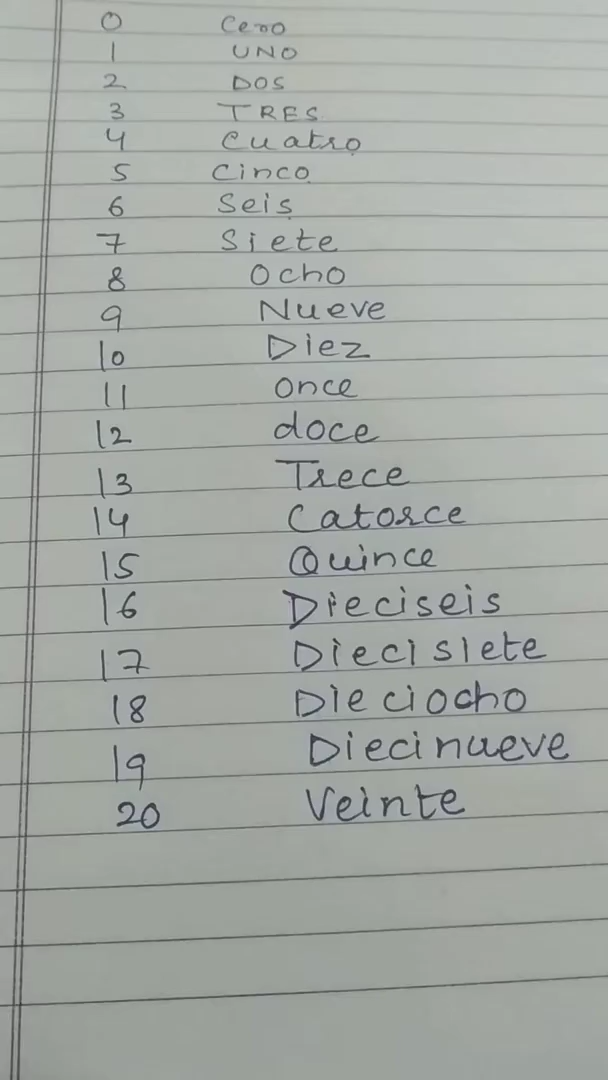 0 Cero
1 UNO
2 DOS
3 TRES
4 Cuatro
5 Cinco
6 Seis
7 Siete
8 Ocho
9 Nueve
10 Diez
11 Once
12 doce
13 Trece
14 Catorce
15 Quince
16 Dieciseis
17 Diecisiete
18 Dieciocho
19 Diecinueve
20 Veinte